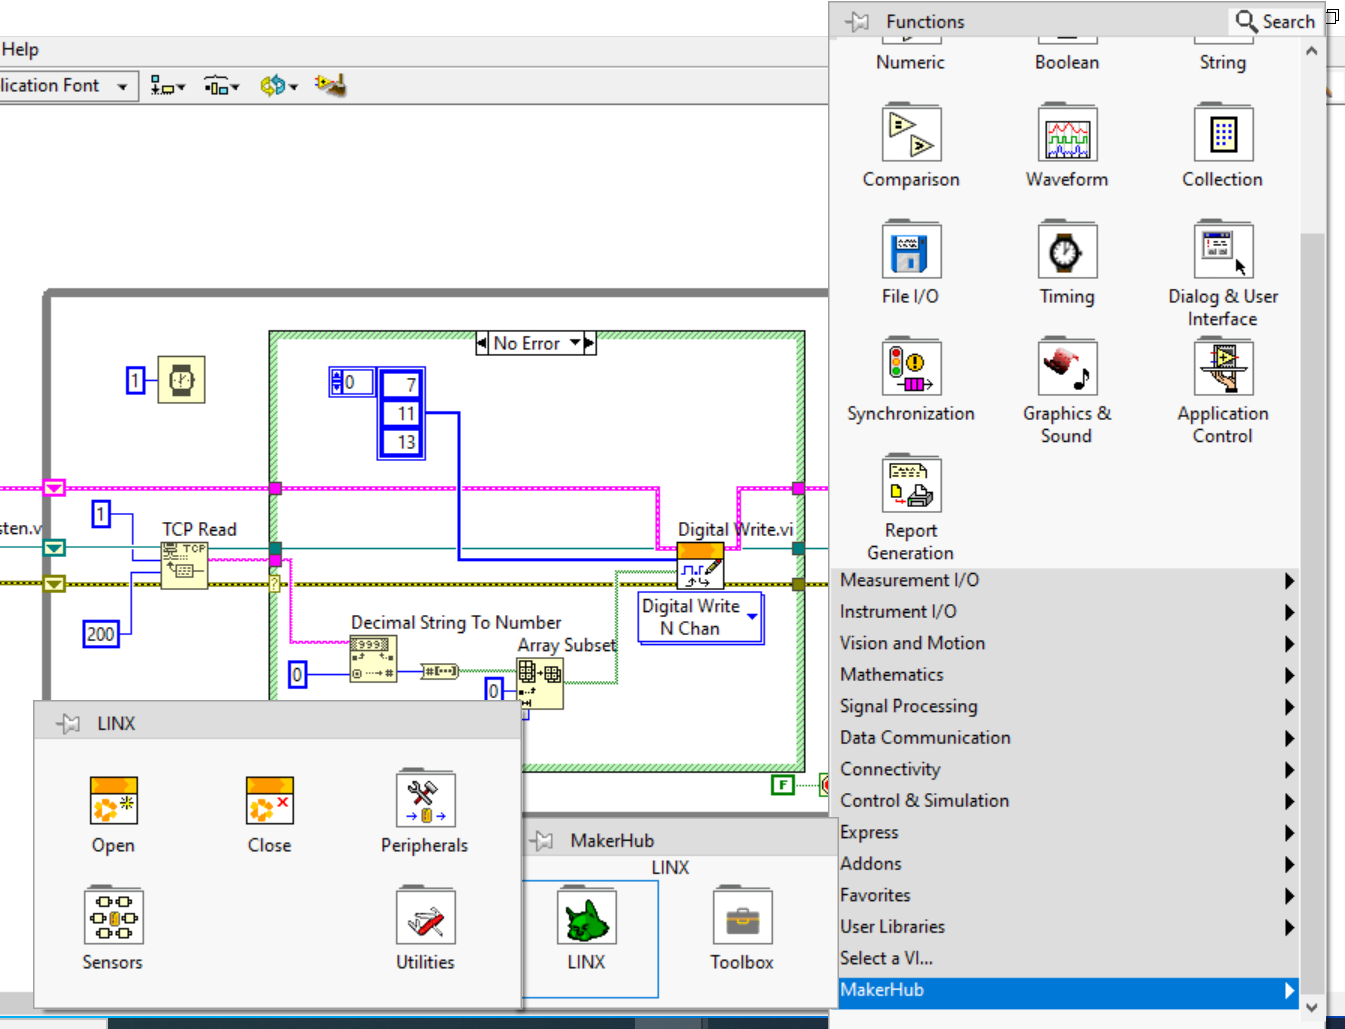 Functions
Search
Help
lication Font
Numeric
Boolean
String
Comparison
Waveform
Collection
File I/O
Timing
Dialog & User
Interface
Synchronization
Graphics &
Sound
Application
Control
Report
Generation
Measurement I/O
Instrument I/O
Vision and Motion
Mathematics
Signal Processing
Data Communication
Connectivity
Control & Simulation
Express
Addons
Favorites
User Libraries
Select a VI...
MakerHub
No Error
1
0
7
11
13
1
sten.v
TCP Read
TCP
200
Digital Write.vi
Digital Write
N Chan
Decimal String To Number
999
Array Subset
0
0
F
LINX
Open
Close
Peripherals
Sensors
Utilities
MakerHub
LINX
LINX
Toolbox